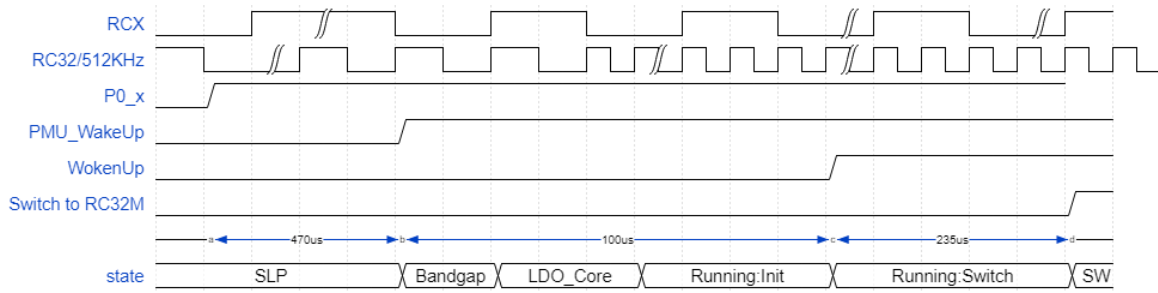 RCX
RC32/512KHz
P0_x
PMU_WakeUp
WokenUp
Switch to RC32M
a 470us b 100us c 235us d
state SLP Bandgap LDO_Core Running:Init Running:Switch SW